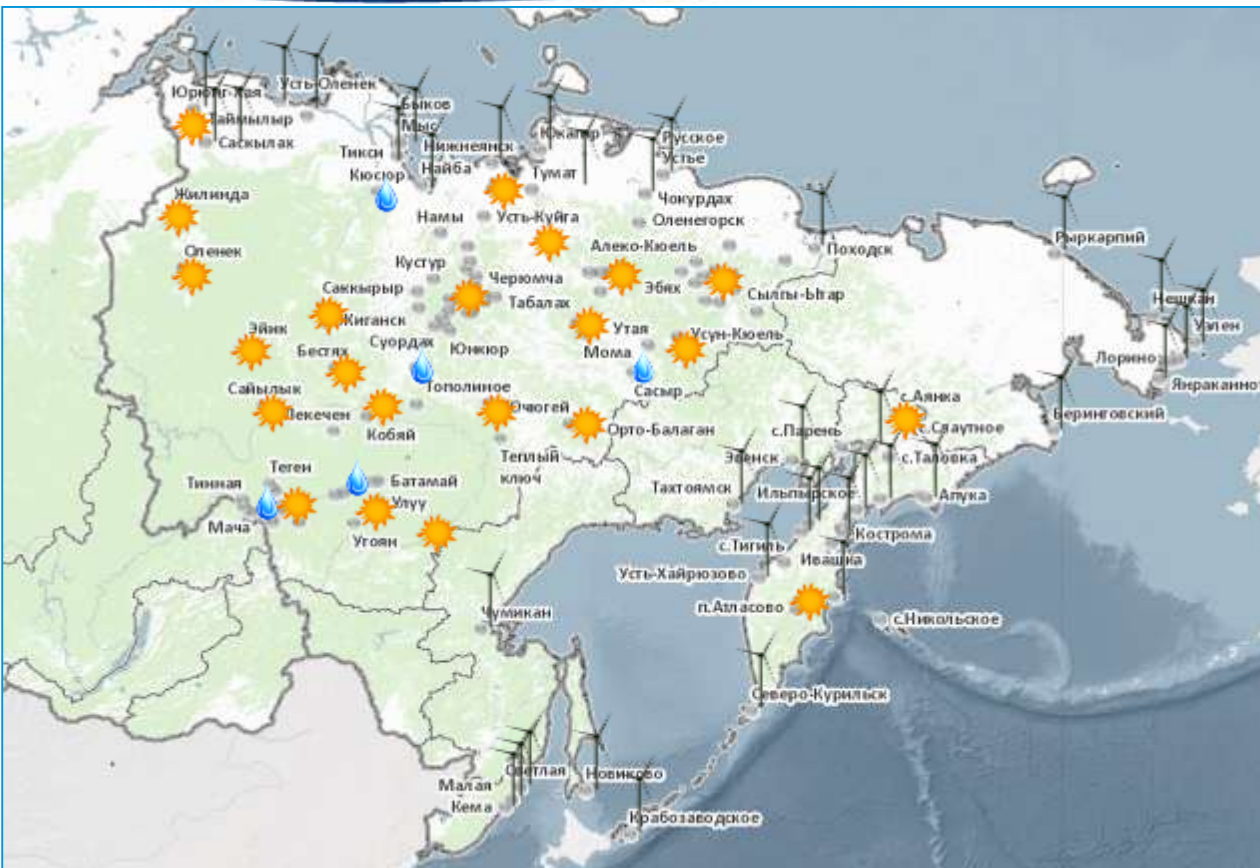 Усть-Оленек
Юрюнг-Хая
Таймылыр
Саскылах
Быков
Мыс
Тикси
Кюсюр
Нижнеянск
Найба
Юкагир
Тумат
Русское
Устье
Чокурдах
Оленегорск
Жилинда
Оленек
Намы
Усть-Куйга
Алеко-Кюель
Походск
Рыркарпий
Кустур
Черюмча
Табалах
Эбях
Сылгы-Ытар
Саккырыр
Жиганск
Нешкан
Уэлен
Эйик
Бестях
Суордах
Юнкюр
Утая
Мома
Усун-Кюель
Лорино
Янракиннот
Сайылык
Тополиное
Сасыр
с.Аянка
Беринговский
Кобяй
Очюгей
Орто-Балаган
с.Парень
с.Слаутное
Теплый
ключ
Эвенск
с.Таловка
Теген
Тинная
Батамай
Тахтоямск
Ильпырское
Апука
Мача
Улуу
Угоян
Кострома
с.Тигиль
Ивашка
Усть-Хайрюзово
Чумикан
п.Атласово
с.Никольское
Северо-Курильск
Светлая
Новиково
Малая
Кема
Крабозаводское